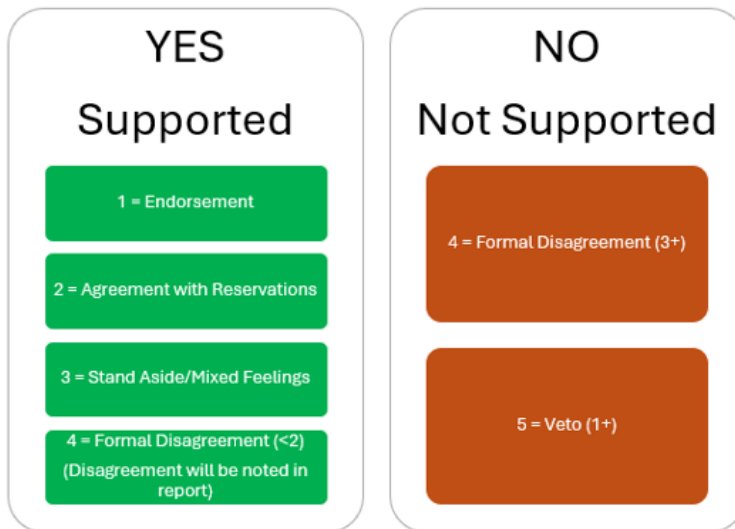 YES
Supported
1 = Endorsement
2 = Agreement with Reservations
3 = Stand Aside/Mixed Feelings
4 = Formal Disagreement (<2)
(Disagreement will be noted in
report)
NO
Not Supported
4 = Formal Disagreement (3+)
5 = Veto (1+)